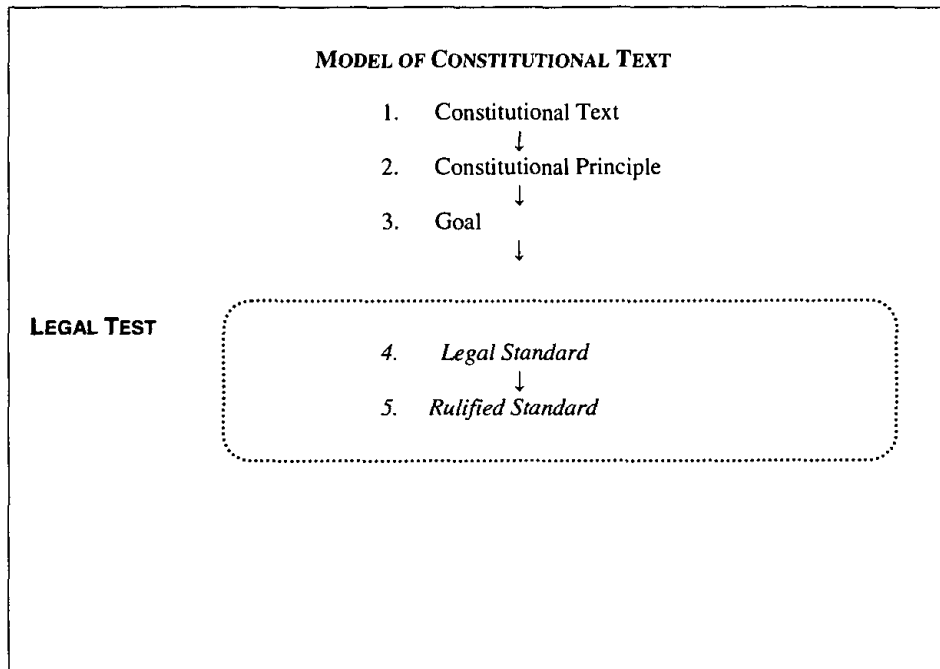 MODEL OF CONSTITUTIONAL TEXT
1. Constitutional Text
↓
2. Constitutional Principle
↓
3. Goal
↓
LEGAL TEST
4. Legal Standard
↓
5. Rulified Standard